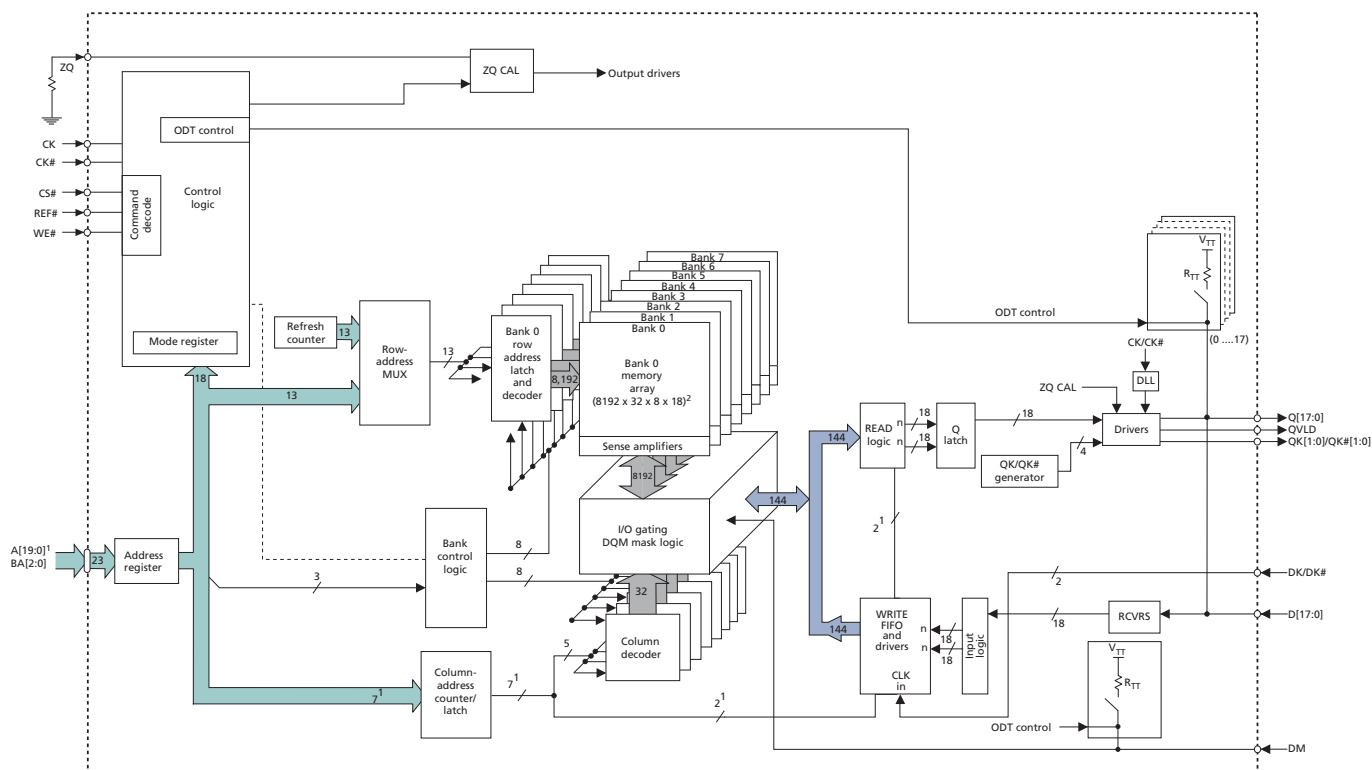 ZQ
ZQ CAL
Output drivers
ODT control
CK
CK#
CS#
REF#
WE#
Command
decode
Control
logic
Mode register
18
Refresh
counter
13
Row-
address
MUX
13
13
Bank 0
row
address
latch
and
decoder
8,192
Bank 7
Bank 6
Bank 5
Bank 4
Bank 3
Bank 2
Bank 1
Bank 0
Bank 0
memory
array
(8192 x 32 x 8 x 18)²
Sense amplifiers
8192
I/O gating
DQM mask logic
32
Column
decoder
A[19:0]¹
BA[2:0]
23
Address
register
3
Bank
control
logic
8
8
7¹
Column-
address
counter/
latch
7¹
5
2¹
144
144
144
READ
logic
n
n
18
18
Q
latch
18
QK/QK#
generator
4
ZQ CAL
CK/CK#
DLL
Drivers
ODT control
VTT
RTT
(0 ....17)
Q[17:0]
QVLD
QK[1:0]/QK#[1:0]
2¹
WRITE
FIFO
and
drivers
CLK
in
n
n
18
18
Input
logic
18
RCVRS
2
DK/DK#
D[17:0]
VTT
RTT
ODT control
DM